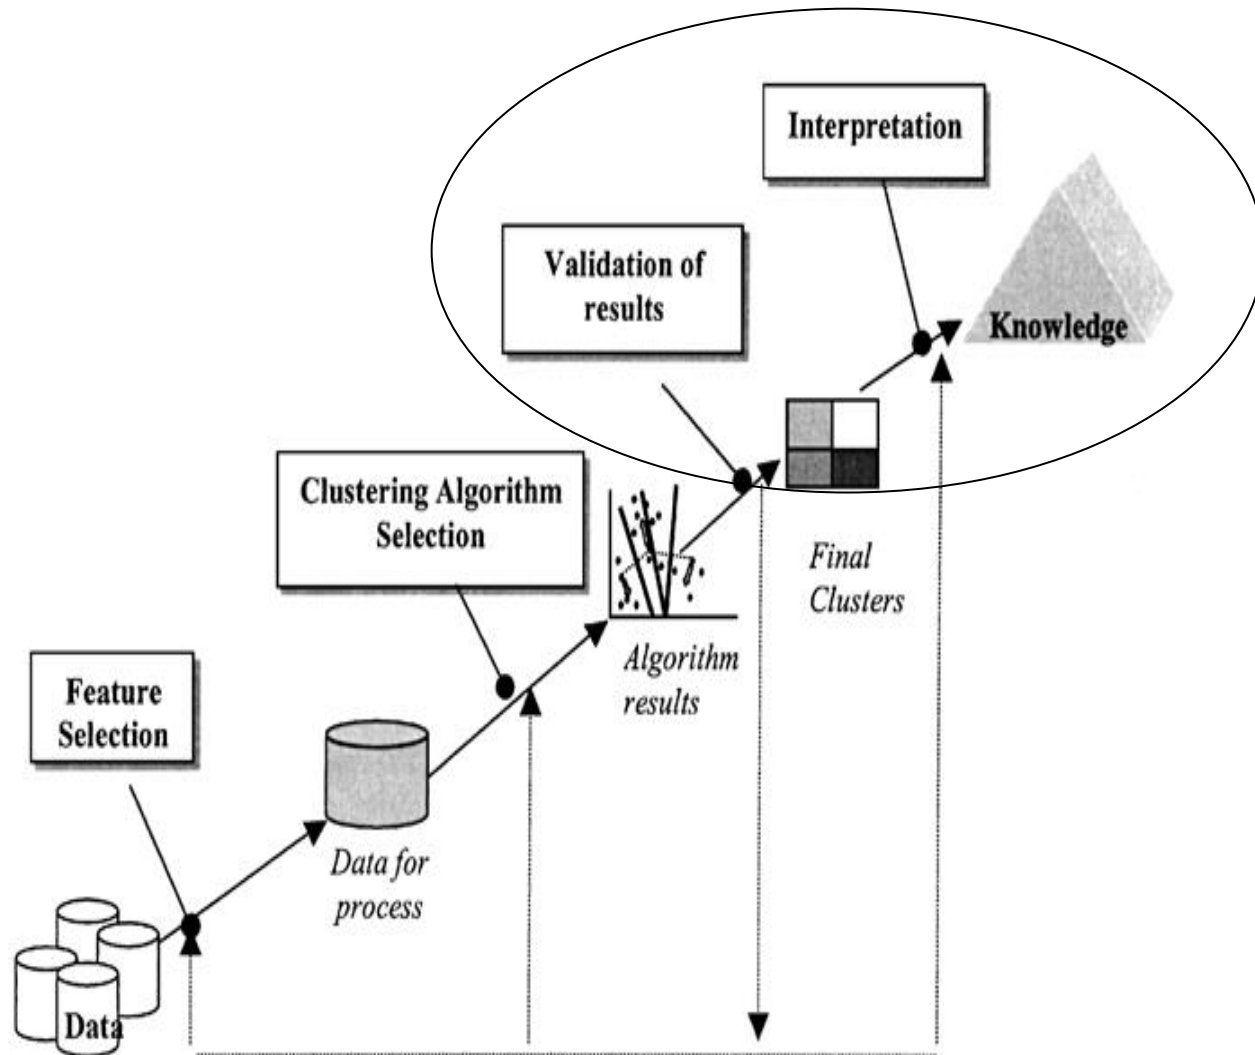 Interpretation
Validation of
results
Knowledge
Clustering Algorithm
Selection
Final
Clusters
Algorithm
results
Feature
Selection
Data for
process
Data